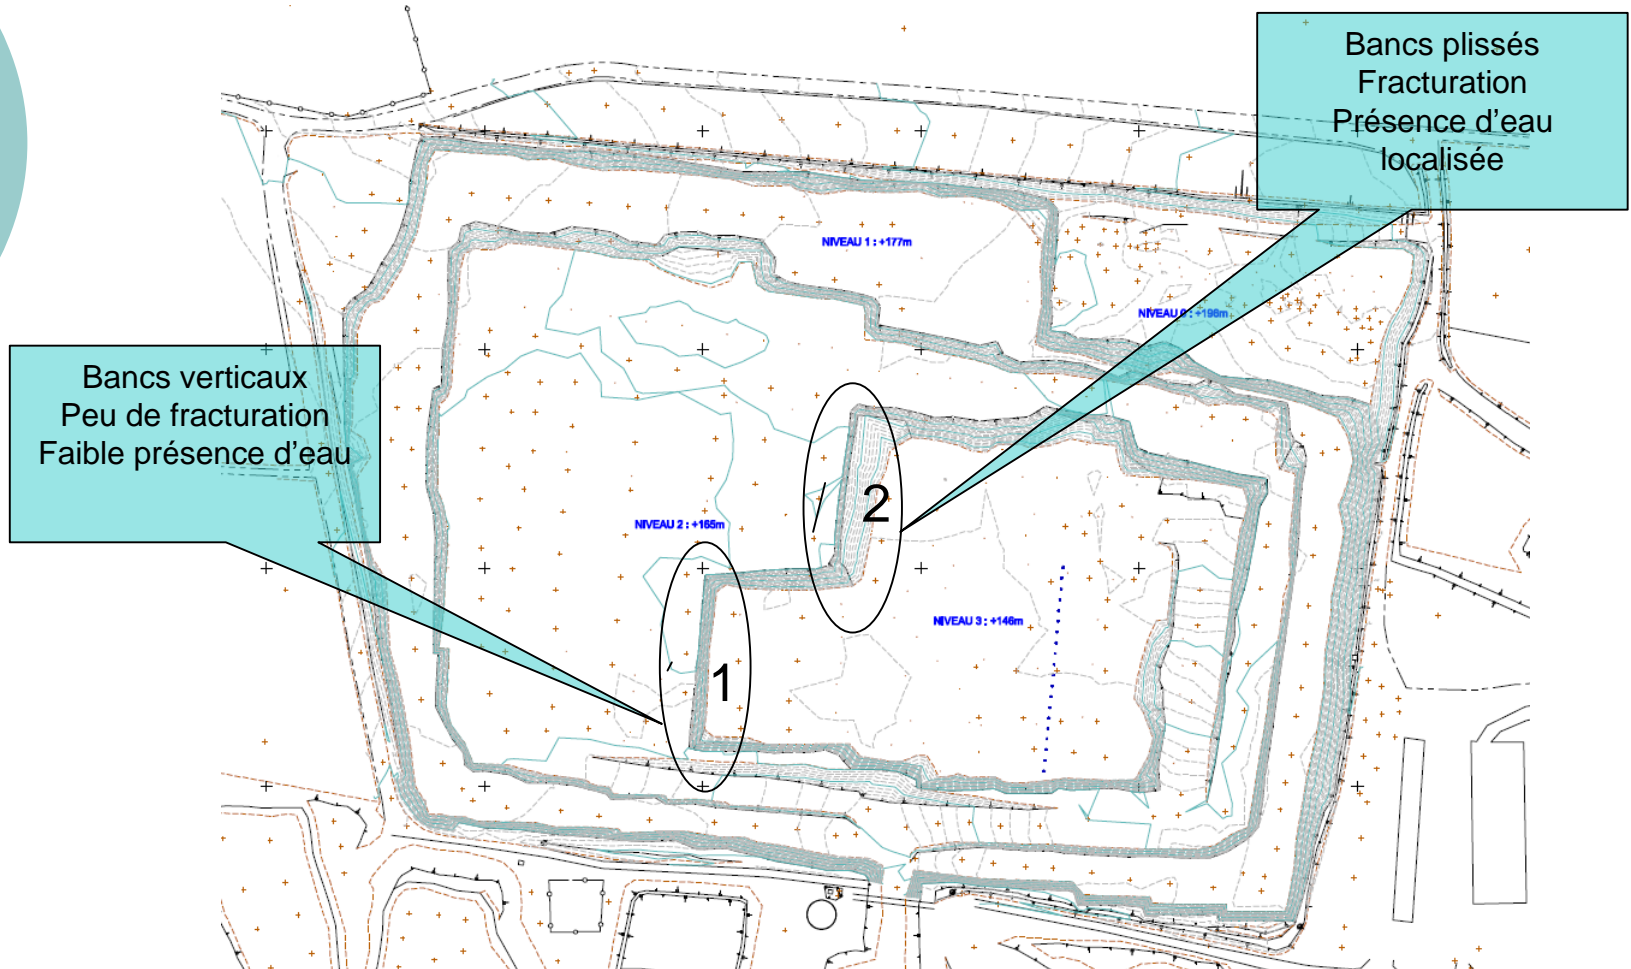 Bancs plissés
Fracturation
Présence d'eau
localisée
NIVEAU 1 : +177m
NIVEAU 0 : +196m
Bancs verticaux
Peu de fracturation
Faible présence d'eau
2
NIVEAU 2 : +165m
NIVEAU 3 : +146m
1